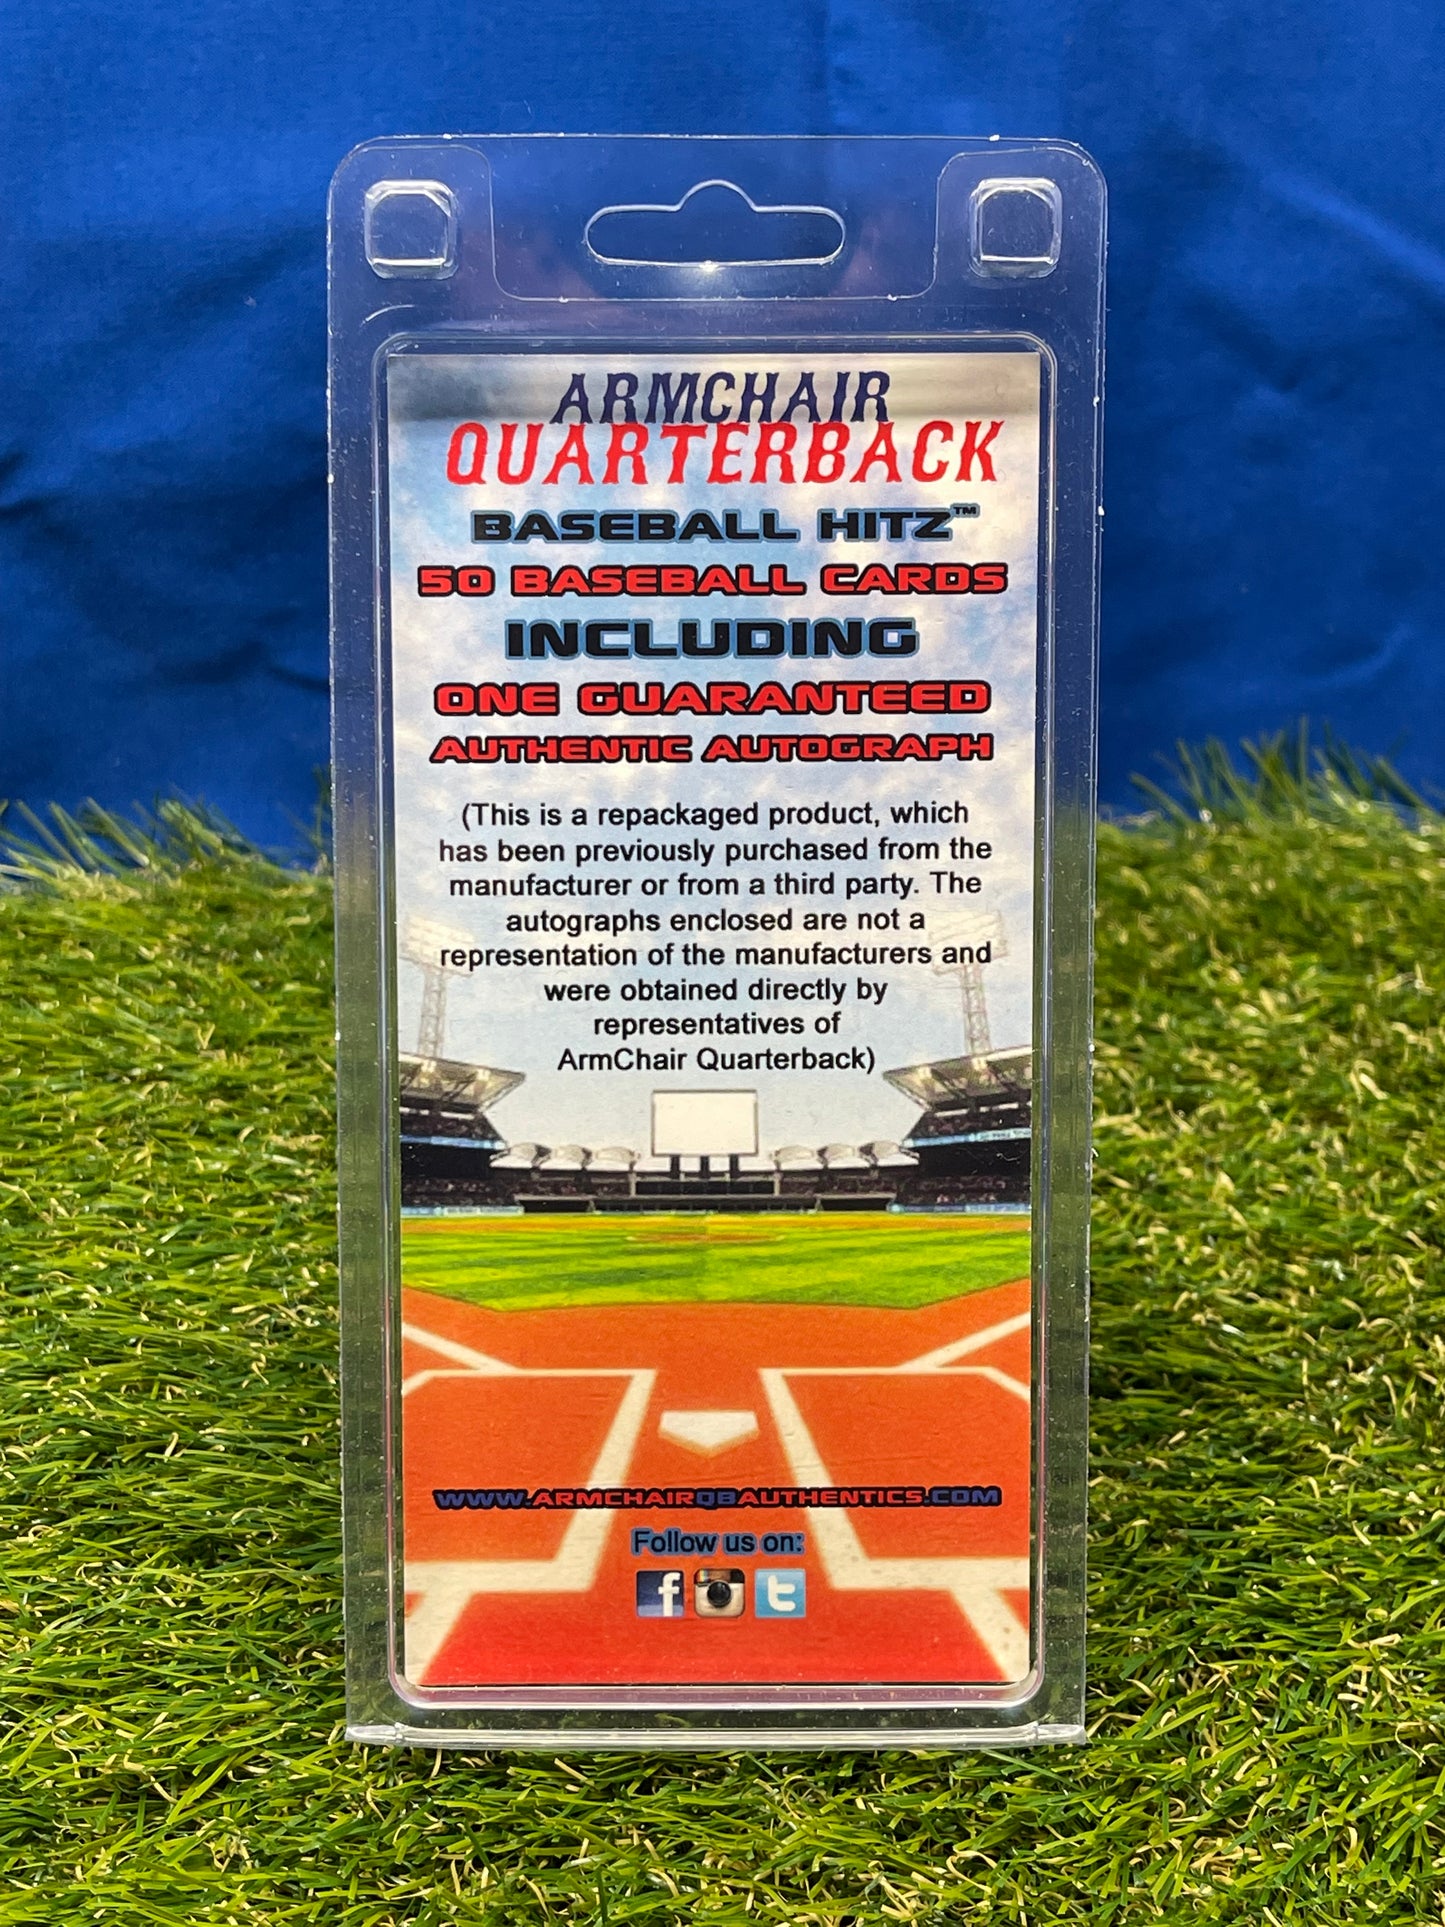 ARMCHAIR
QUARTERBACK
BASEBALL HITZ™
50 BASEBALL CARDS
INCLUDING
ONE GUARANTEED
AUTHENTIC AUTOGRAPH
(This is a repackaged product, which
has been previously purchased from the
manufacturer or from a third party. The
autographs enclosed are not a
representation of the manufacturers and
were obtained directly by
representatives of
ArmChair Quarterback)
WWW.ARMCHAIRQBAUTHENTICS.COM
Follow us on:
f t